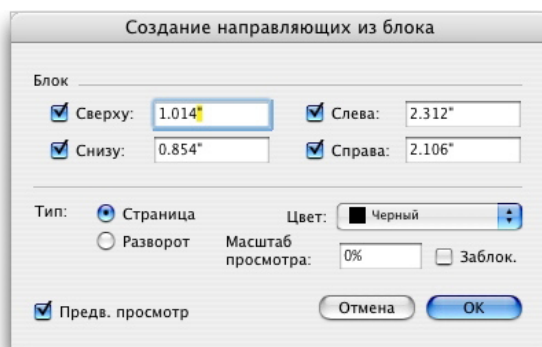 Создание направляющих из блока
Блок
Сверху: 1.014" Слева: 2.312"
Снизу: 0.854" Справа: 2.106"
Тип: Страница Цвет: Черный
Разворот Масштаб просмотра: 0% Заблок.
Предв. просмотр Отмена OK